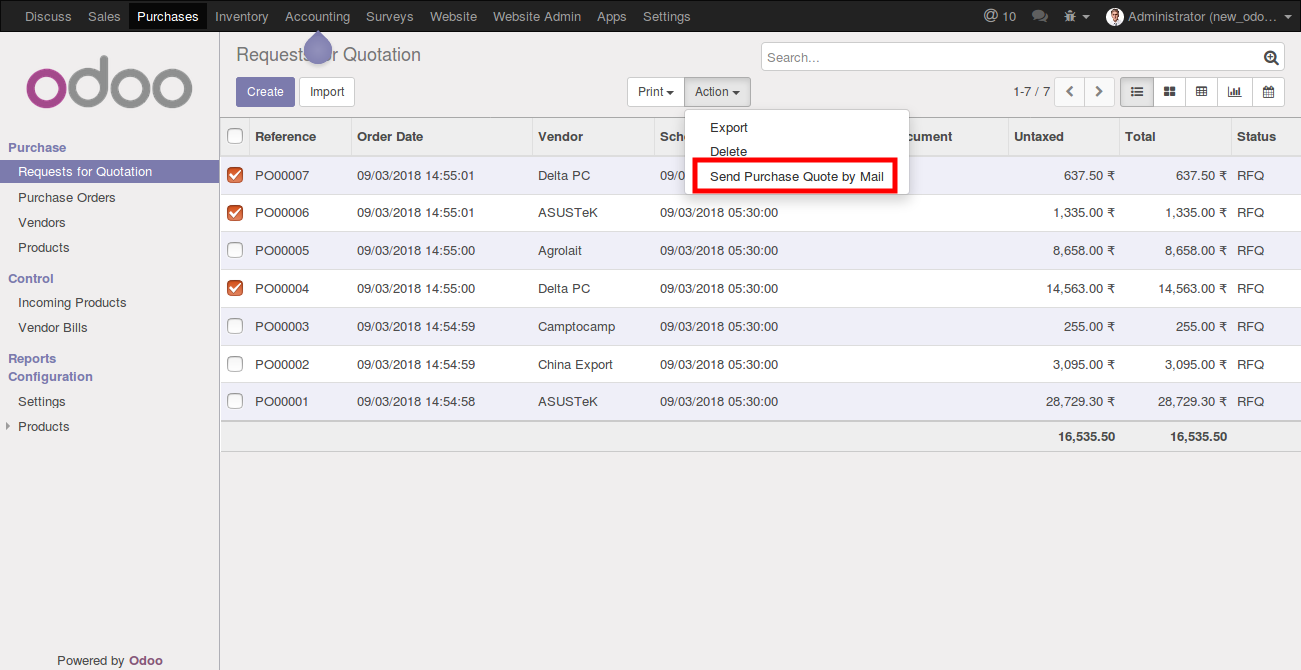 Discuss Sales Purchases Inventory Accounting Surveys Website Website Admin Apps Settings @ 10 Administrator (new_odo...
odoo
Requests for Quotation
Search...
Create Import
Print Action
1-7 / 7
Export
Delete
Send Purchase Quote by Mail
Purchase
Requests for Quotation
Purchase Orders
Vendors
Products
Control
Incoming Products
Vendor Bills
Reports
Configuration
Settings
Products
Powered by Odoo
Reference Order Date Vendor Untaxed Total Status
PO00007 09/03/2018 14:55:01 Delta PC 637.50 ₹ 637.50 ₹ RFQ
PO00006 09/03/2018 14:55:01 ASUSTeK 09/03/2018 05:30:00 1,335.00 ₹ 1,335.00 ₹ RFQ
PO00005 09/03/2018 14:55:00 Agrolait 09/03/2018 05:30:00 8,658.00 ₹ 8,658.00 ₹ RFQ
PO00004 09/03/2018 14:55:00 Delta PC 09/03/2018 05:30:00 14,563.00 ₹ 14,563.00 ₹ RFQ
PO00003 09/03/2018 14:54:59 Camptocamp 09/03/2018 05:30:00 255.00 ₹ 255.00 ₹ RFQ
PO00002 09/03/2018 14:54:59 China Export 09/03/2018 05:30:00 3,095.00 ₹ 3,095.00 ₹ RFQ
PO00001 09/03/2018 14:54:58 ASUSTeK 09/03/2018 05:30:00 28,729.30 ₹ 28,729.30 ₹ RFQ
16,535.50 16,535.50